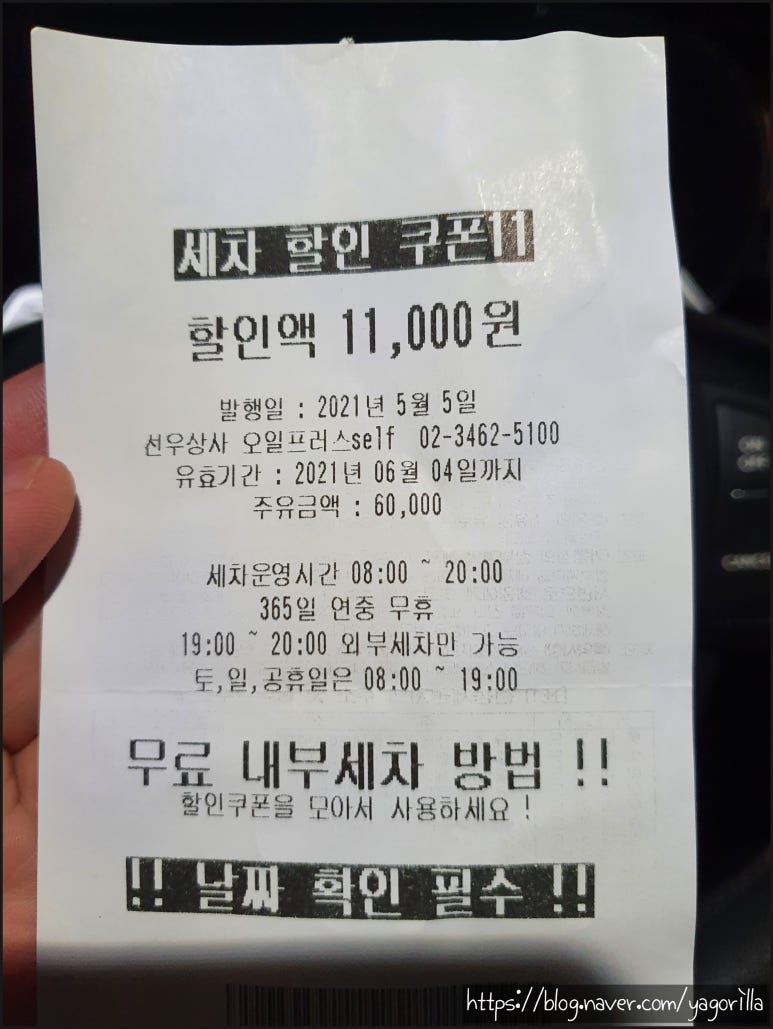 세차 할인 쿠폰11
할인액 11,000원
발행일 : 2021년 5월 5일
선우상사 오일프러스self 02-3462-5100
유효기간 : 2021년 06월 04일까지
주유금액 : 60,000
세차운영시간 08:00 ~ 20:00
365일 연중 무휴
19:00 ~ 20:00 외부세차만 가능
토,일,공휴일은 08:00 ~ 19:00
무료 내부세차 방법 !!
할인쿠폰을 모아서 사용하세요 !
!! 날짜 확인 필수 !!
https://blog.naver.com/yagorilla